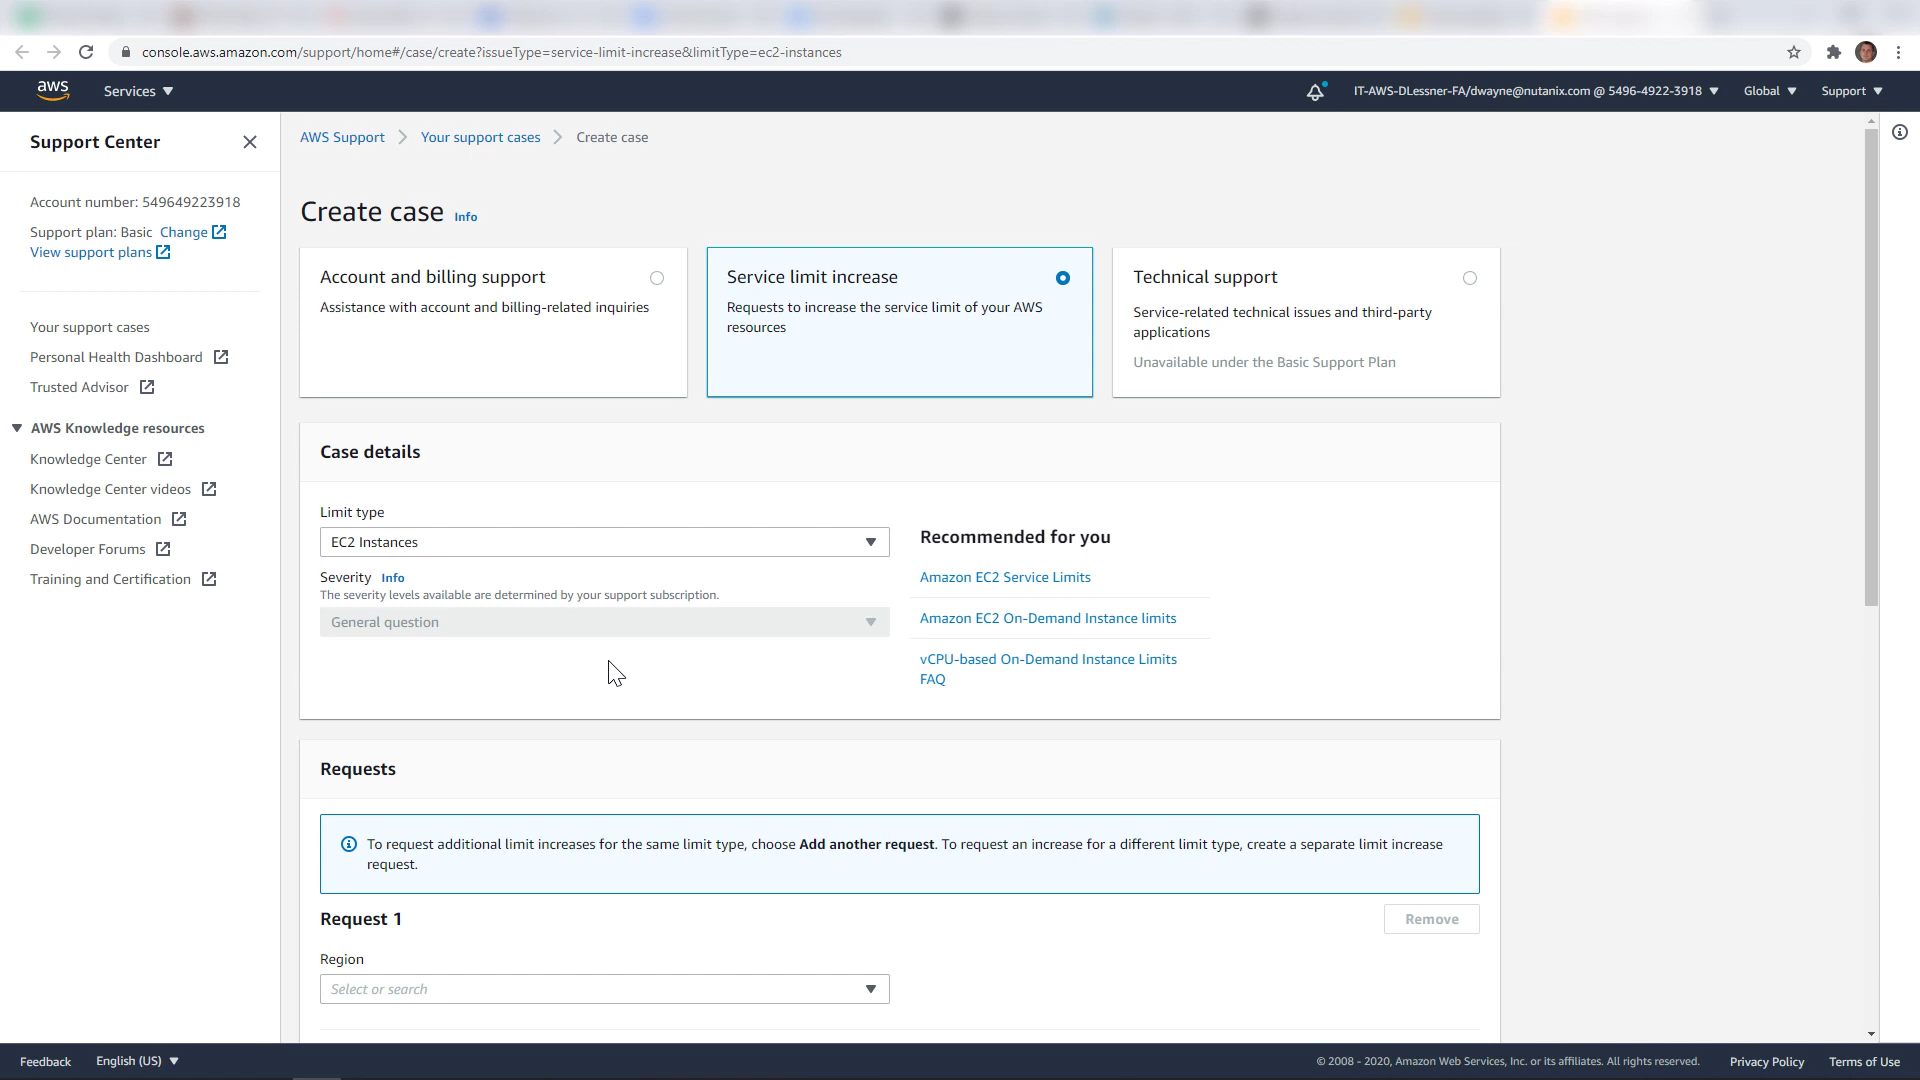 console.aws.amazon.com/support/home#/case/create?issueType=service-limit-increase&limitType=ec2-instances
aws
Services
IT-AWS-DLessner-FA/dwayne@nutanix.com @ 5496-4922-3918
Global
Support
Support Center
Account number: 549649223918
Support plan: Basic Change
View support plans
Your support cases
Personal Health Dashboard
Trusted Advisor
AWS Knowledge resources
Knowledge Center
Knowledge Center videos
AWS Documentation
Developer Forums
Training and Certification
AWS Support
Your support cases
Create case
Create case Info
Account and billing support
Assistance with account and billing-related inquiries
Service limit increase
Requests to increase the service limit of your AWS
resources
Technical support
Service-related technical issues and third-party
applications
Unavailable under the Basic Support Plan
Case details
Limit type
EC2 Instances
Severity Info
The severity levels available are determined by your support subscription.
General question
Recommended for you
Amazon EC2 Service Limits
Amazon EC2 On-Demand Instance limits
vCPU-based On-Demand Instance Limits
FAQ
Requests
To request additional limit increases for the same limit type, choose Add another request. To request an increase for a different limit type, create a separate limit increase
request.
Request 1
Remove
Region
Select or search
Feedback
English (US)
© 2008 - 2020, Amazon Web Services, Inc. or its affiliates. All rights reserved.
Privacy Policy
Terms of Use